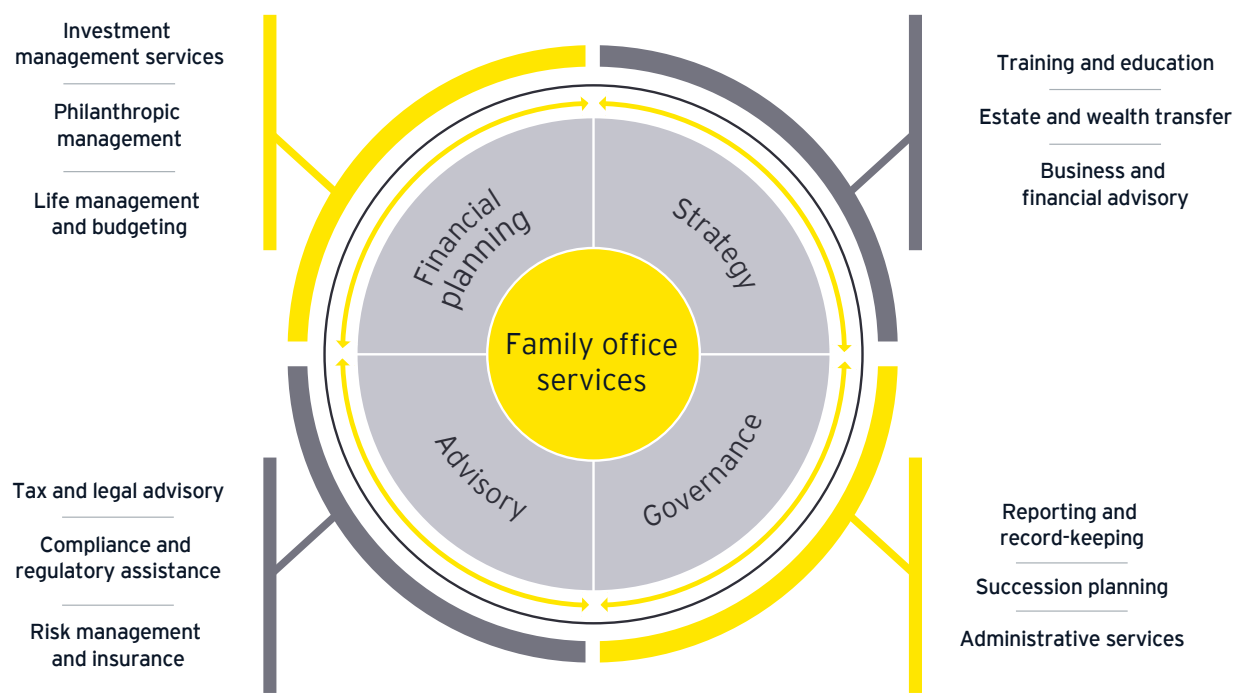 Investment
management services
Philanthropic
management
Life management
and budgeting
Training and education
Estate and wealth transfer
Business and
financial advisory
Financial
planning
Strategy
Family office
services
Advisory
Governance
Tax and legal advisory
Compliance and
regulatory assistance
Risk management
and insurance
Reporting and
record-keeping
Succession planning
Administrative services